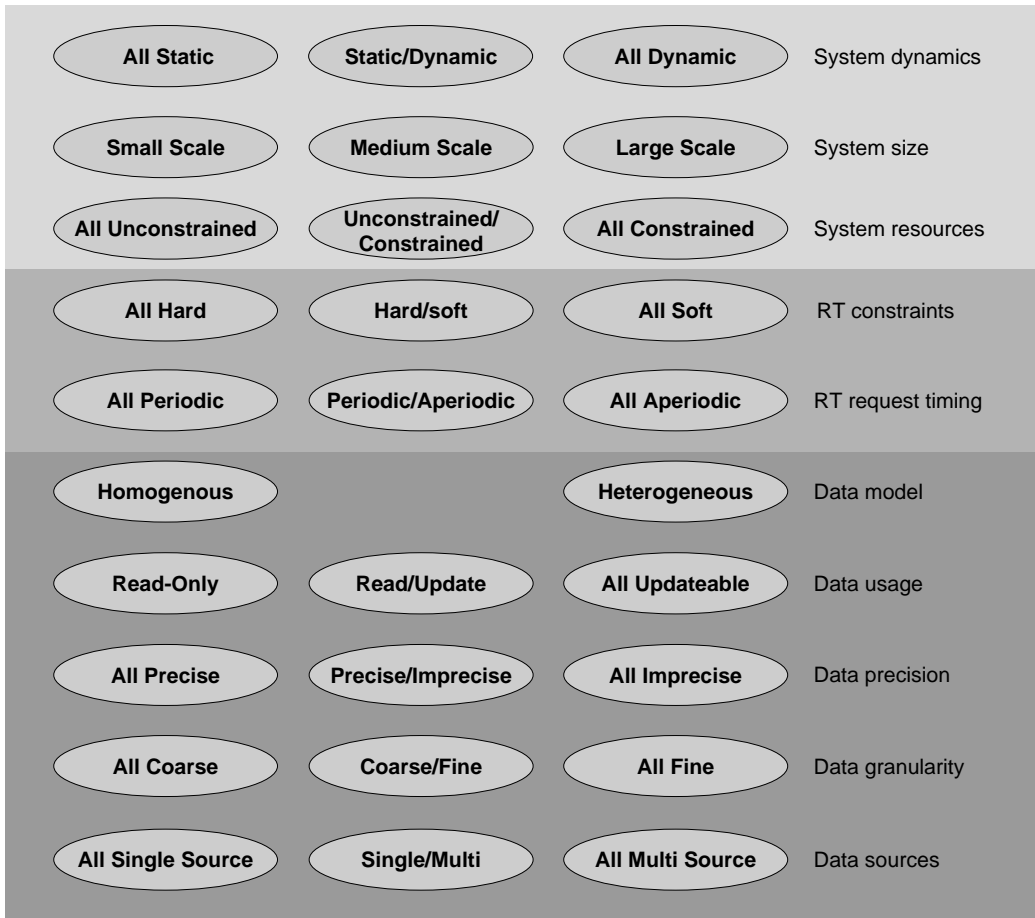 All Static Static/Dynamic All Dynamic System dynamics
Small Scale Medium Scale Large Scale System size
All Unconstrained Unconstrained/ Constrained All Constrained System resources
All Hard Hard/soft All Soft RT constraints
All Periodic Periodic/Aperiodic All Aperiodic RT request timing
Homogenous Heterogeneous Data model
Read-Only Read/Update All Updateable Data usage
All Precise Precise/Imprecise All Imprecise Data precision
All Coarse Coarse/Fine All Fine Data granularity
All Single Source Single/Multi All Multi Source Data sources